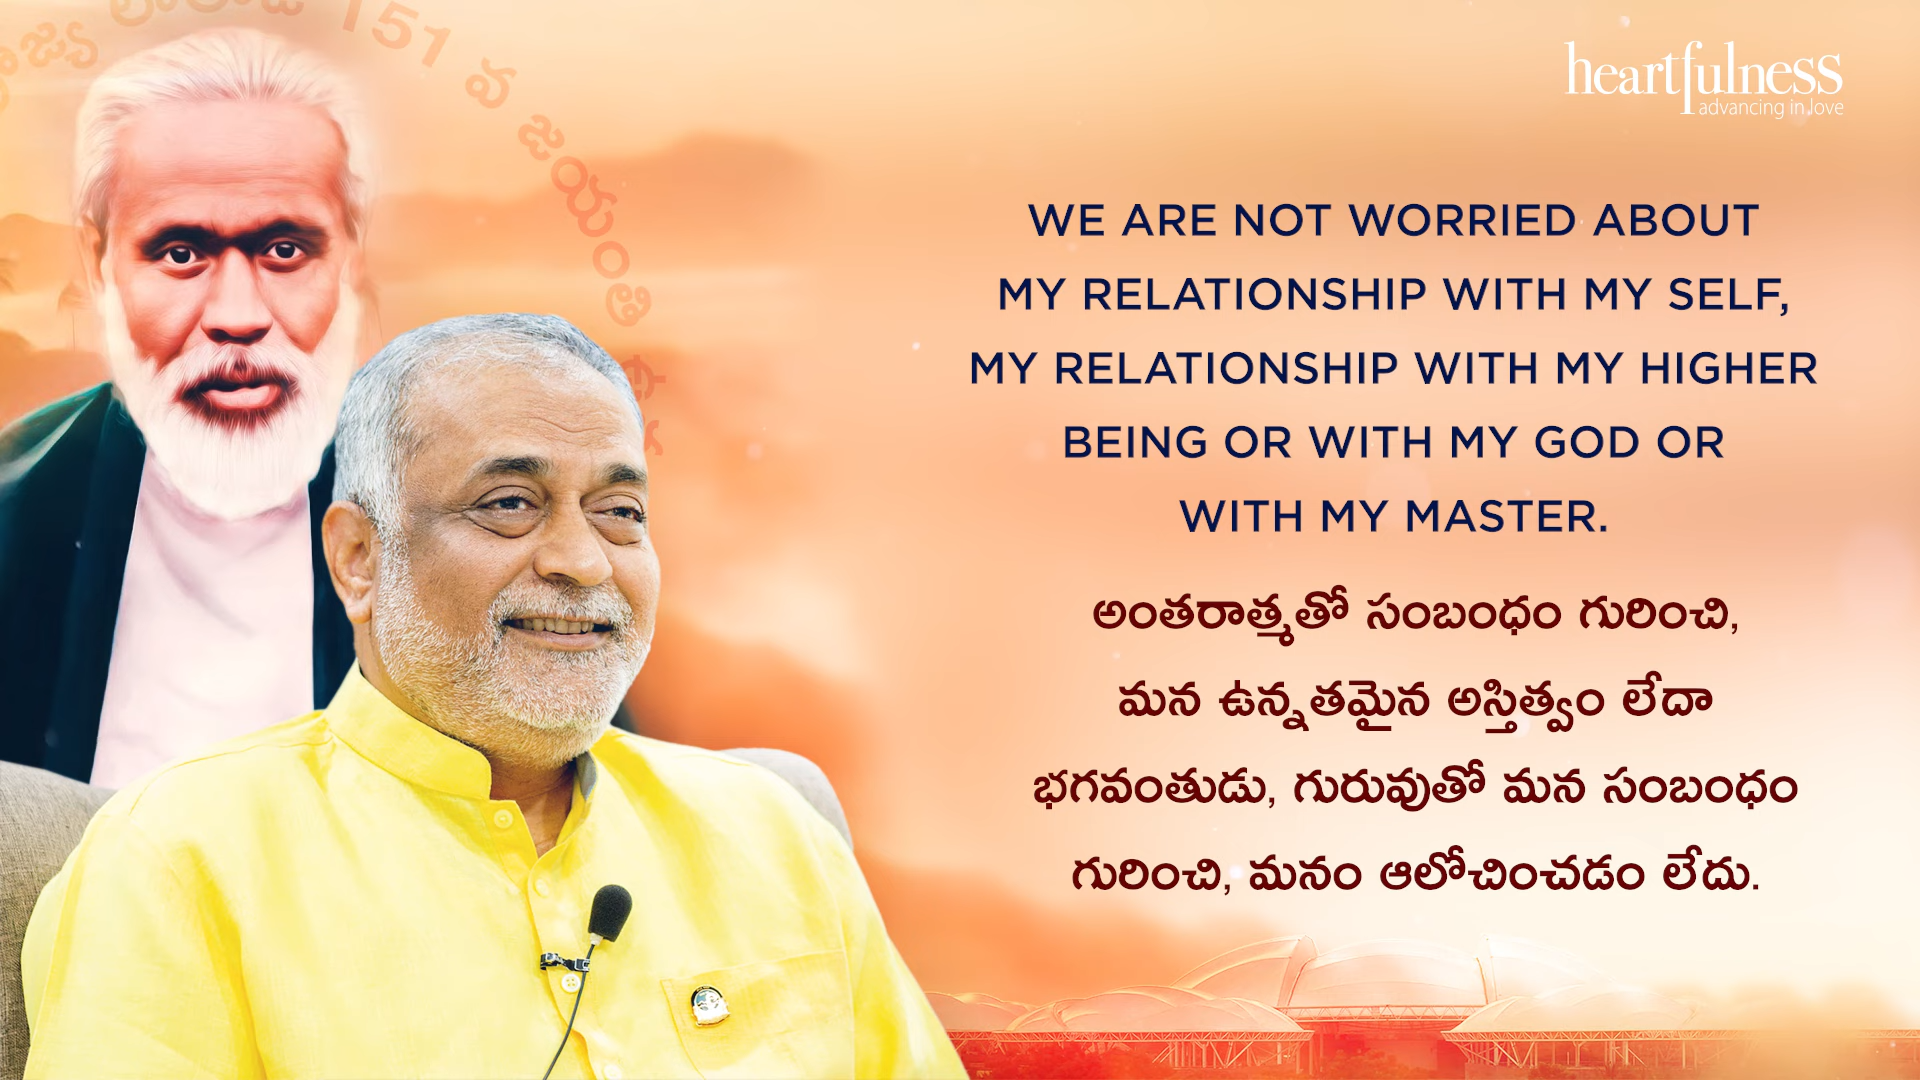 151 వ జయంతి
heartfulness
advancing in love
WE ARE NOT WORRIED ABOUT
MY RELATIONSHIP WITH MY SELF,
MY RELATIONSHIP WITH MY HIGHER
BEING OR WITH MY GOD OR
WITH MY MASTER.
అంతరాత్మతో సంబంధం గురించి,
మన ఉన్నతమైన అస్తిత్వం లేదా
భగవంతుడు, గురువుతో మన సంబంధం
గురించి, మనం ఆలోచించడం లేదు.